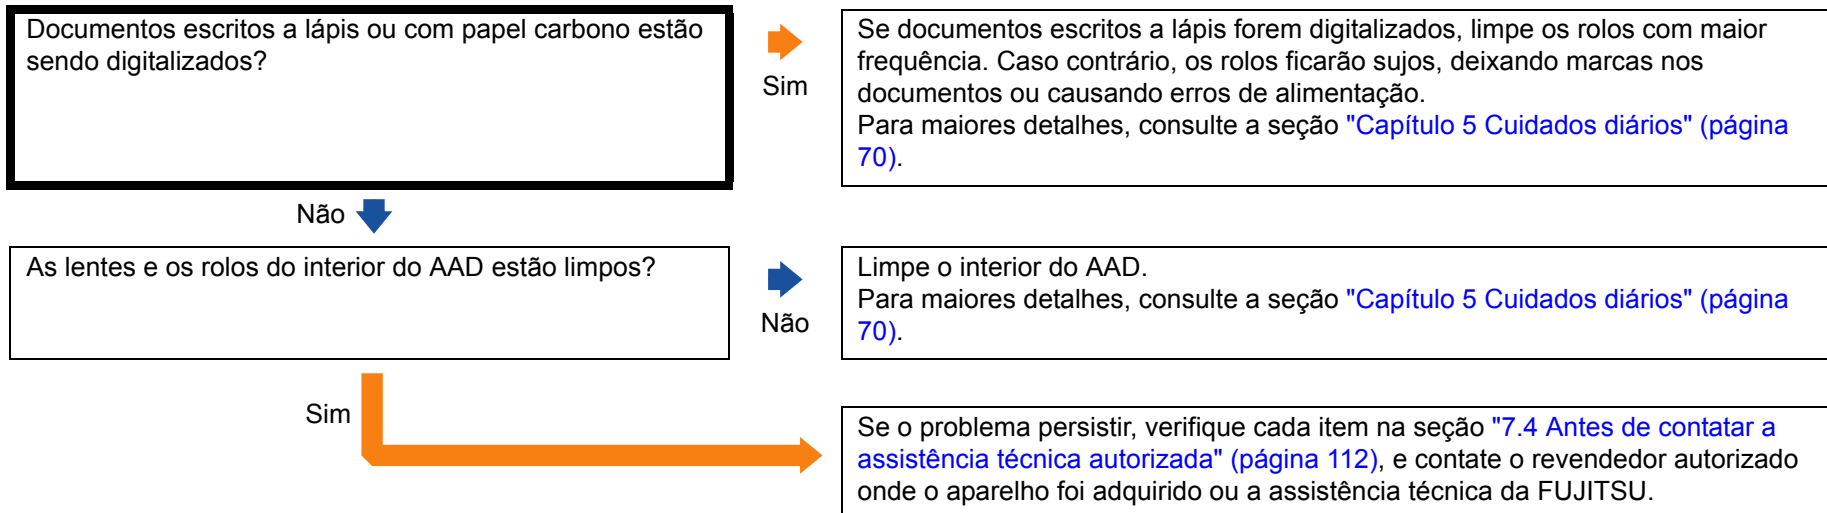 Documentos escritos a lápis ou com papel carbono estão
sendo digitalizados?
Sim
Se documentos escritos a lápis forem digitalizados, limpe os rolos com maior
frequência. Caso contrário, os rolos ficarão sujos, deixando marcas nos
documentos ou causando erros de alimentação.
Para maiores detalhes, consulte a seção "Capítulo 5 Cuidados diários" (página
70).
Não
As lentes e os rolos do interior do AAD estão limpos?
Não
Limpe o interior do AAD.
Para maiores detalhes, consulte a seção "Capítulo 5 Cuidados diários" (página
70).
Sim
Se o problema persistir, verifique cada item na seção "7.4 Antes de contatar a
assistência técnica autorizada" (página 112), e contate o revendedor autorizado
onde o aparelho foi adquirido ou a assistência técnica da FUJITSU.